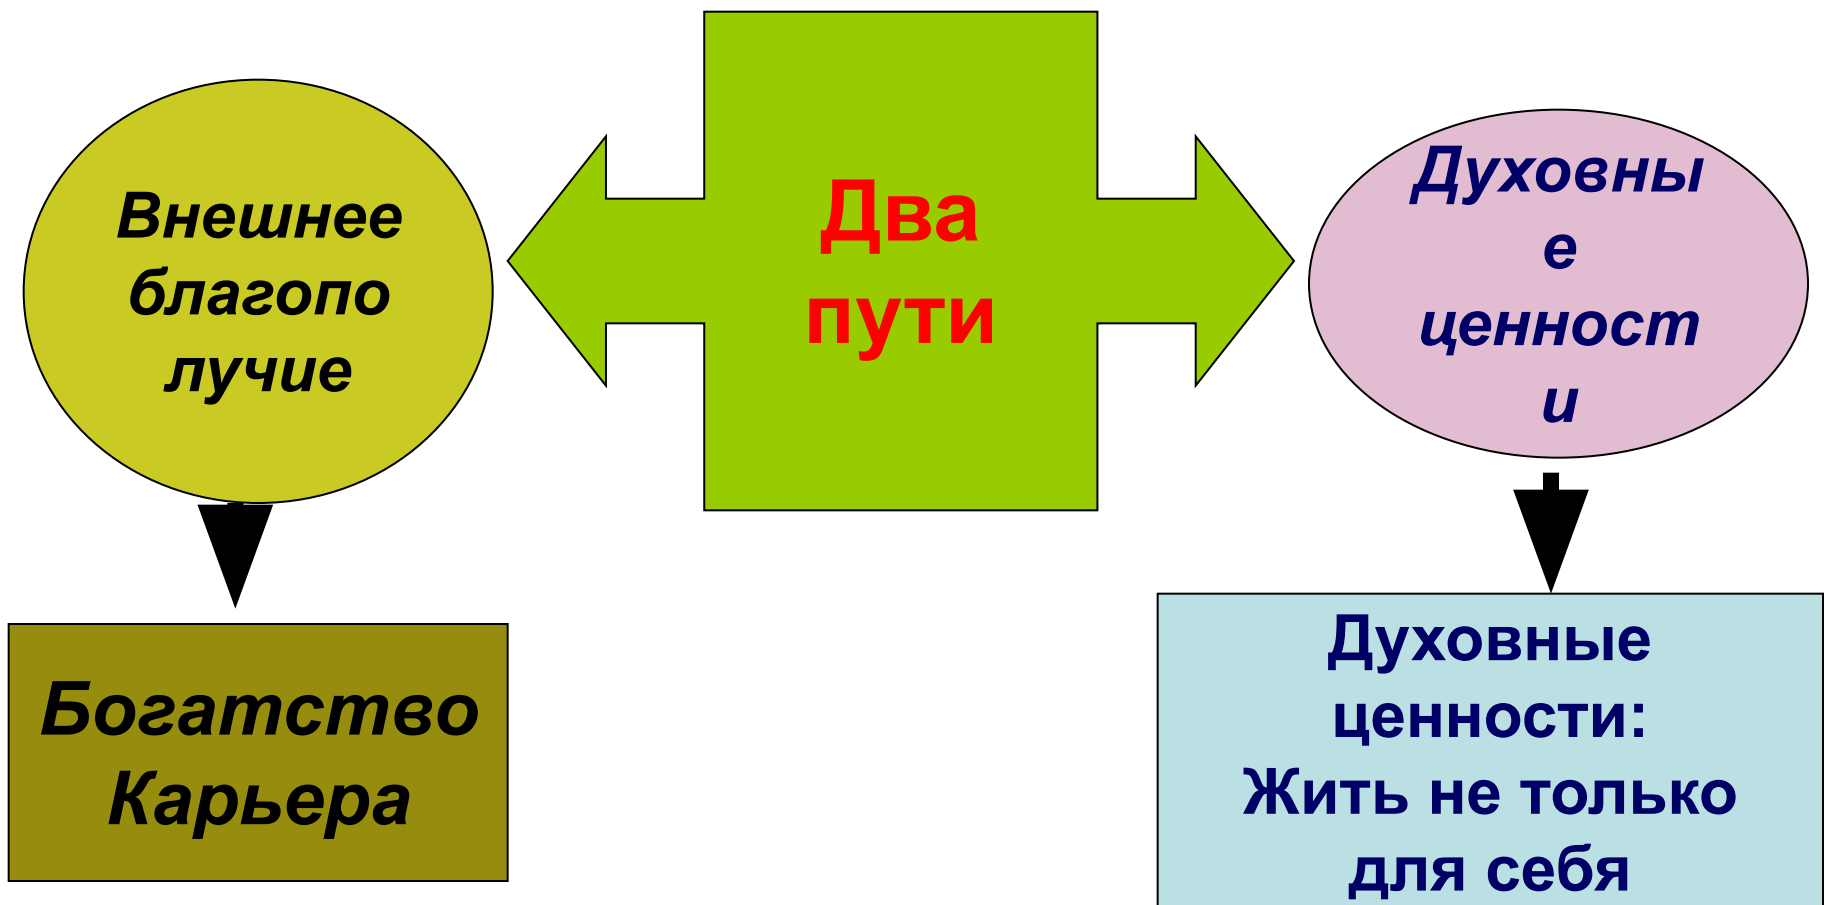 Два
пути
Внешнее
благопо
лучие
Духовны
е
ценност
и
Богатство
Карьера
Духовные
ценности:
Жить не только
для себя